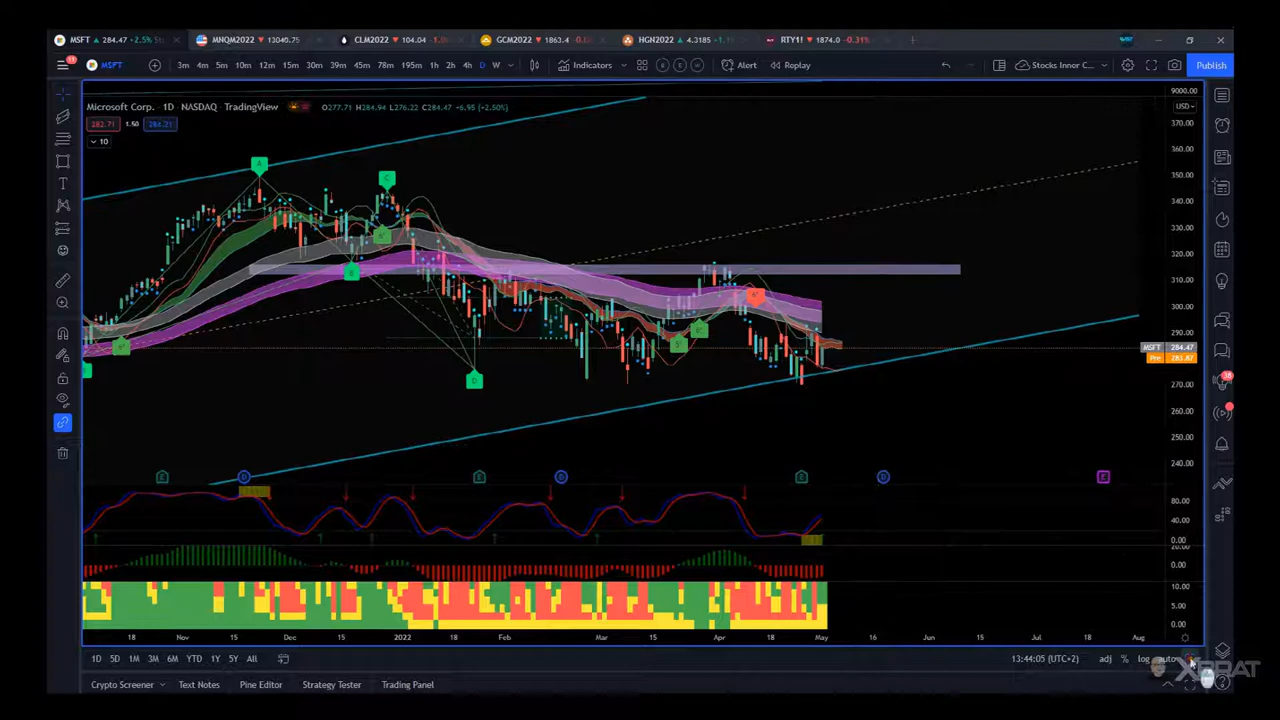 MSFT 284.47 +2.5%
MNQM2022 13040.75
CLM2022 104.04
GCM2022 1863.4
HGN2022 4.3185
RTY1! 1874.0 -0.31%
11 MSFT 3m 4m 5m 10m 12m 15m 30m 39m 45m 78m 195m 1h 2h 4h D W Indicators Alert Replay Stocks Inner C... Publish
Microsoft Corp. · 1D · NASDAQ · TradingView O277.71 H284.94 L276.22 C284.47 +6.95 (+2.50%)
282.71 1.50 284.21
10
9000.00
USD
370.00
360.00
350.00
340.00
330.00
320.00
310.00
300.00
290.00
MSFT 284.47
Pre 283.87
270.00
260.00
250.00
240.00
A
C
B
D
E D E D E D E
38
80.00
40.00
0.00
20.00
0.00
10.00
5.00
0.00
18 Nov 15 Dec 15 2022 18 Feb Mar 15 Apr 18 May 16 Jun 15 Jul 18 Aug
1D 5D 1M 3M 6M YTD 1Y 5Y All 13:44:05 (UTC+2) adj % log auto
Crypto Screener Text Notes Pine Editor Strategy Tester Trading Panel